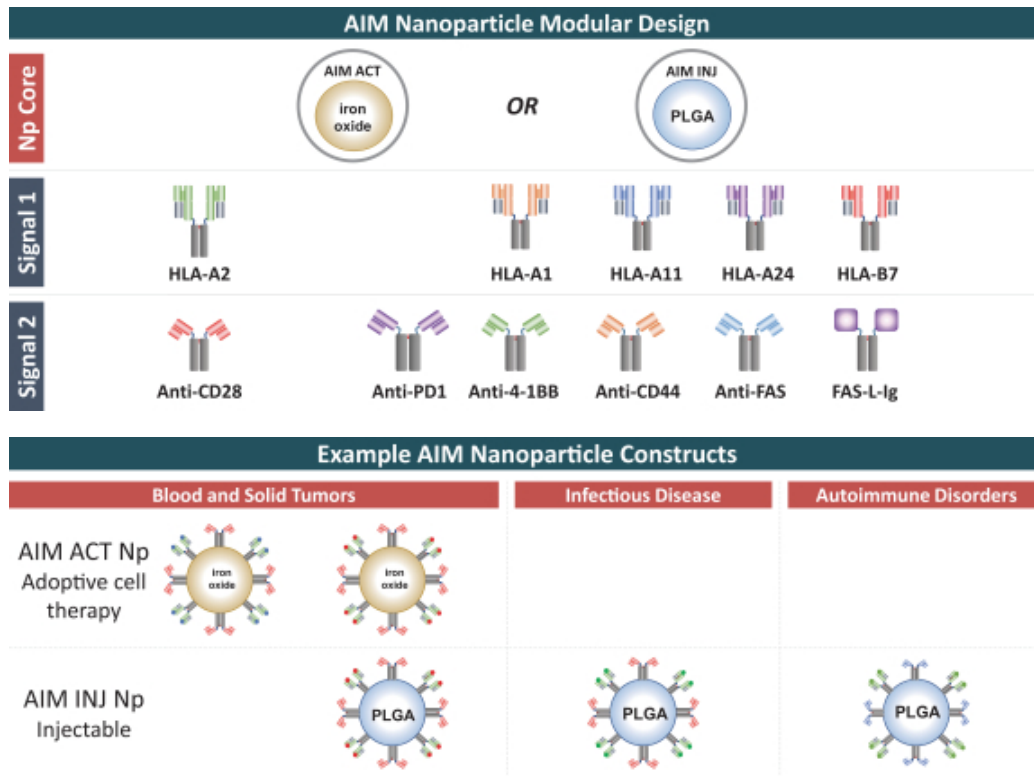 AIM Nanoparticle Modular Design
Np Core
AIM ACT
iron
oxide
OR
AIM INJ
PLGA
Signal 1
HLA-A2
HLA-A1
HLA-A11
HLA-A24
HLA-B7
Signal 2
Anti-CD28
Anti-PD1
Anti-4-1BB
Anti-CD44
Anti-FAS
FAS-L-Ig
Example AIM Nanoparticle Constructs
Blood and Solid Tumors
Infectious Disease
Autoimmune Disorders
AIM ACT Np
Adoptive cell
therapy
iron
oxide
iron
oxide
AIM INJ Np
Injectable
PLGA
PLGA
PLGA